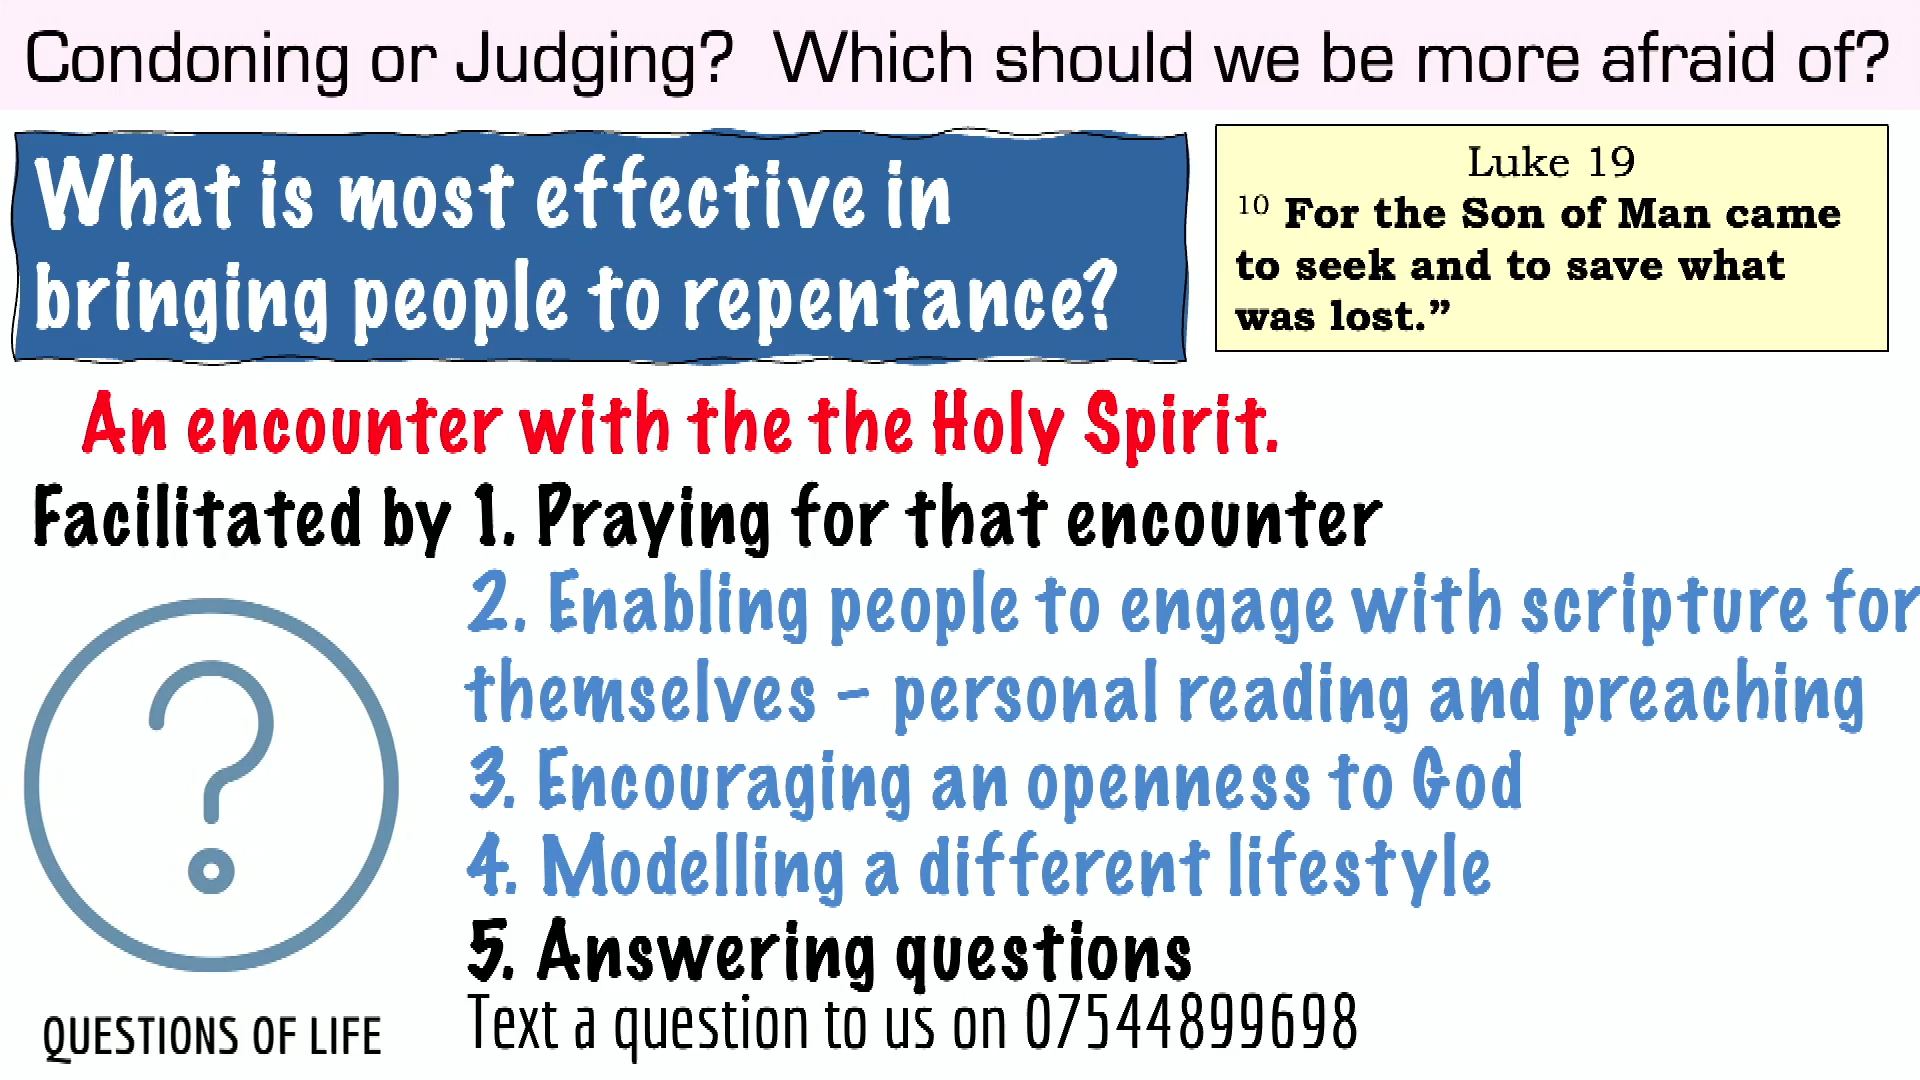 Condoning or Judging? Which should we be more afraid of?
What is most effective in
bringing people to repentance?
Luke 19
10 For the Son of Man came
to seek and to save what
was lost.”
An encounter with the the Holy Spirit.
Facilitated by 1. Praying for that encounter
2. Enabling people to engage with scripture for
themselves – personal reading and preaching
3. Encouraging an openness to God
4. Modelling a different lifestyle
5. Answering questions
Text a question to us on 07544899698
?
QUESTIONS OF LIFE